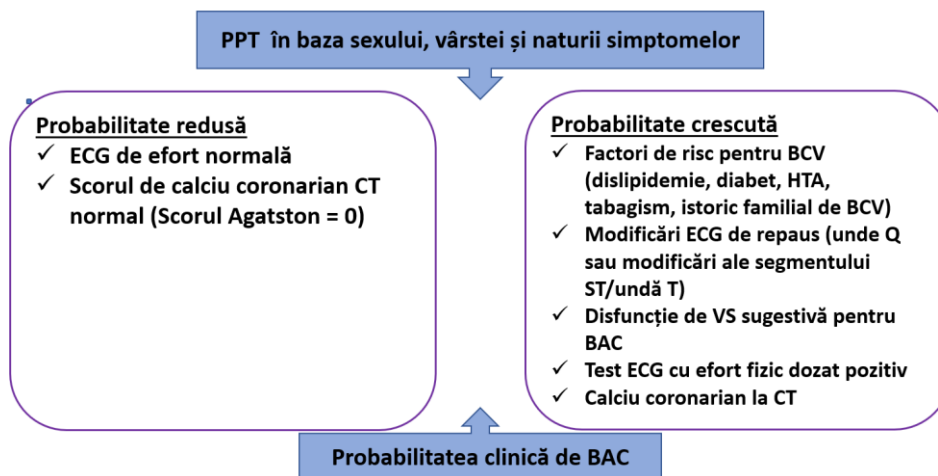 PPT în baza sexului, vârstei și naturii simptomelor
Probabilitate redusă
✓ ECG de efort normală
✓ Scorul de calciu coronarian CT
normal (Scorul Agatston = 0)
Probabilitate crescută
✓ Factori de risc pentru BCV
(dislipidemie, diabet, HTA,
tabagism, istoric familial de BCV)
✓ Modificări ECG de repaus (unde Q
sau modificări ale segmentului
ST/undă T)
✓ Disfuncție de VS sugestivă pentru
BAC
✓ Test ECG cu efort fizic dozat pozitiv
✓ Calciu coronarian la CT
Probabilitatea clinică de BAC